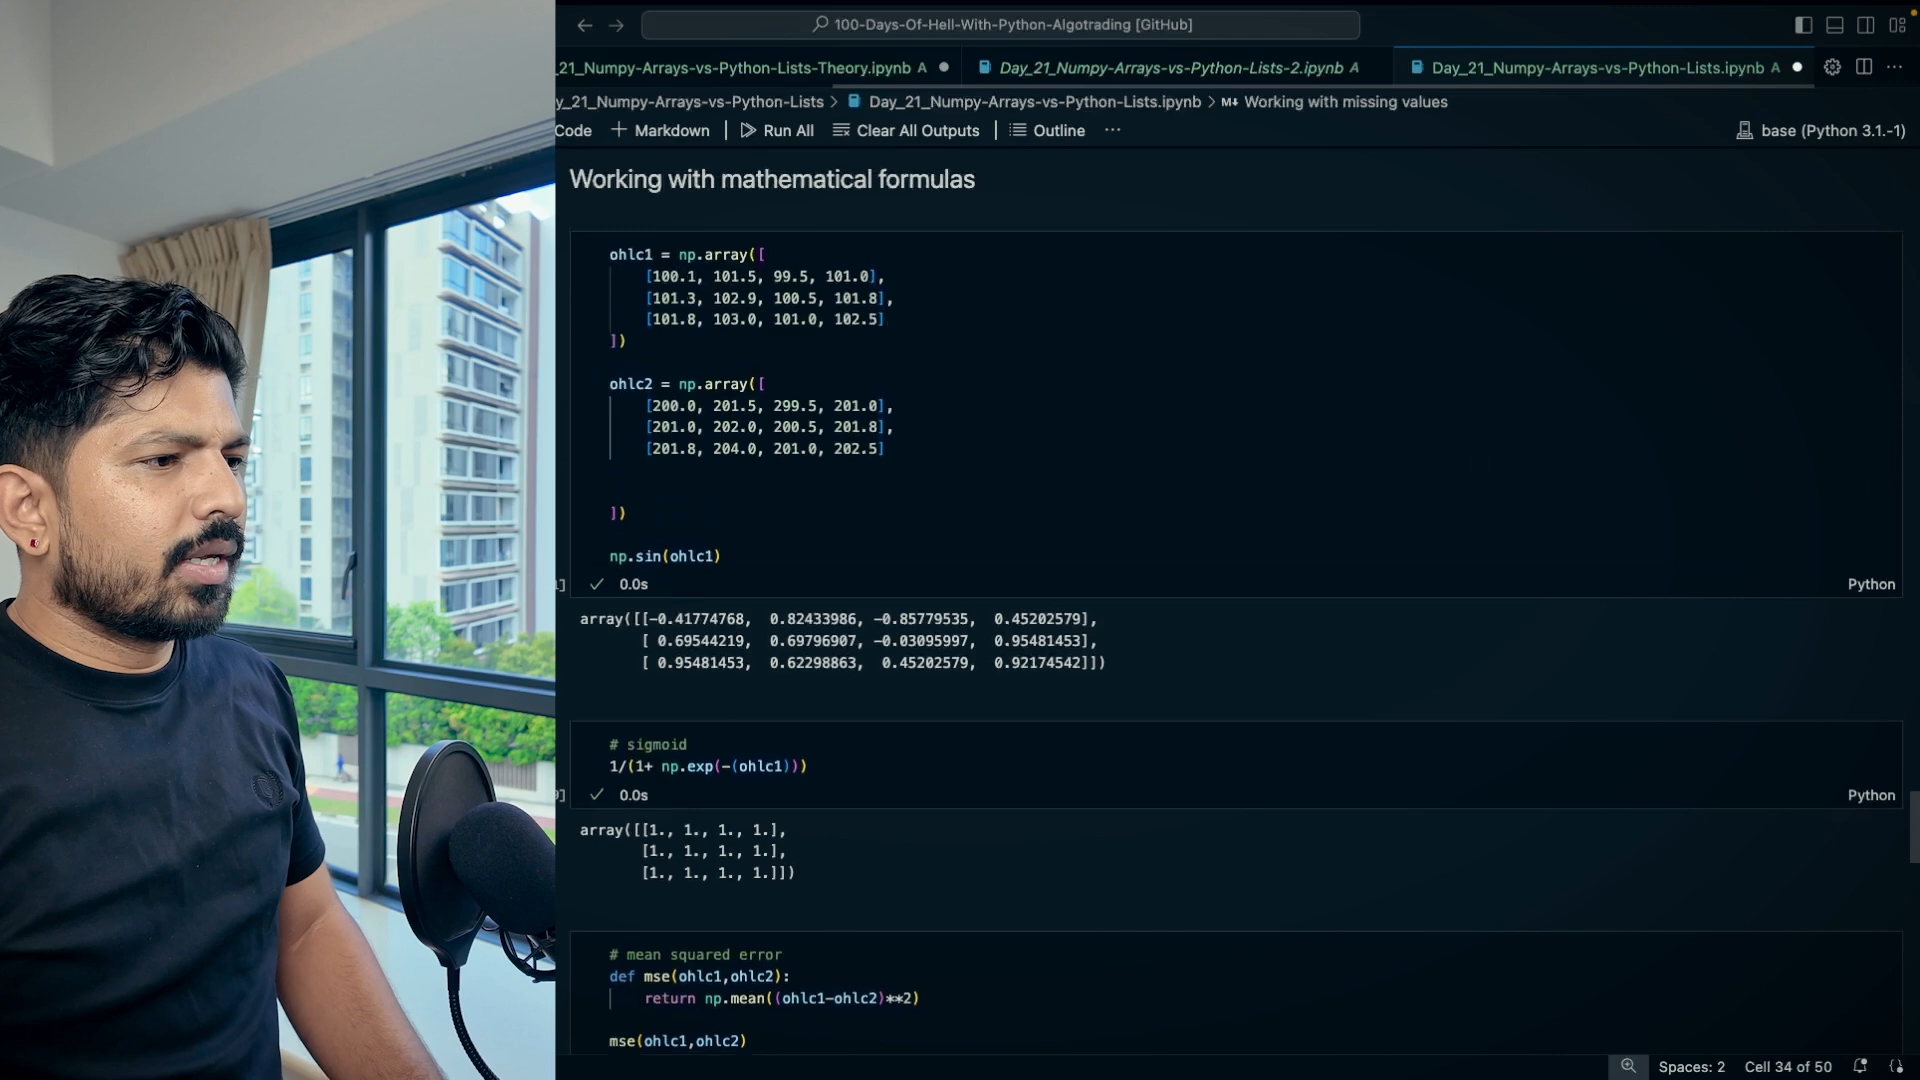 100-Days-Of-Hell-With-Python-Algotrading [GitHub]
_21_Numpy-Arrays-vs-Python-Lists-Theory.ipynb A
Day_21_Numpy-Arrays-vs-Python-Lists-2.ipynb A
Day_21_Numpy-Arrays-vs-Python-Lists.ipynb A
y_21_Numpy-Arrays-vs-Python-Lists > Day_21_Numpy-Arrays-vs-Python-Lists.ipynb > M↓ Working with missing values
Code + Markdown | Run All Clear All Outputs | Outline ...
base (Python 3.1.-1)
Working with mathematical formulas
ohlc1 = np.array([
[100.1, 101.5, 99.5, 101.0],
[101.3, 102.9, 100.5, 101.8],
[101.8, 103.0, 101.0, 102.5]
])
ohlc2 = np.array([
[200.0, 201.5, 299.5, 201.0],
[201.0, 202.0, 200.5, 201.8],
[201.8, 204.0, 201.0, 202.5]
])
np.sin(ohlc1)
] ✓ 0.0s
Python
array([[-0.41774768, 0.82433986, -0.85779535, 0.45202579],
[ 0.69544219, 0.69796907, -0.03095997, 0.95481453],
[ 0.95481453, 0.62298863, 0.45202579, 0.92174542]])
# sigmoid
1/(1+ np.exp(-(ohlc1)))
] ✓ 0.0s
Python
array([[1., 1., 1., 1.],
[1., 1., 1., 1.],
[1., 1., 1., 1.]])
# mean squared error
def mse(ohlc1,ohlc2):
return np.mean((ohlc1-ohlc2)**2)
mse(ohlc1,ohlc2)
Spaces: 2 Cell 34 of 50